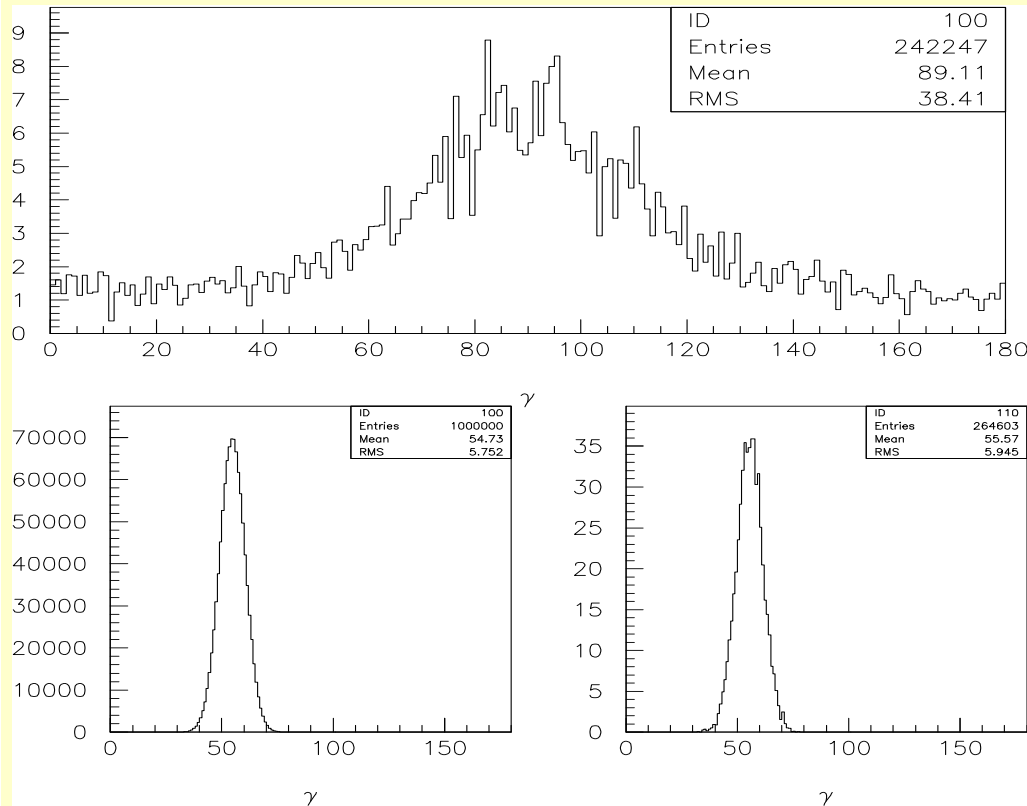 ID 100
Entries 242247
Mean 89.11
RMS 38.41
9
8
7
6
5
4
3
2
1
0
0 20 40 60 80 100 120 140 160 180
γ
ID 100
Entries 1000000
Mean 54.73
RMS 5.752
70000
60000
50000
40000
30000
20000
10000
0
0 50 100 150
γ
ID 110
Entries 264603
Mean 55.57
RMS 5.945
35
30
25
20
15
10
5
0
0 50 100 150
γ